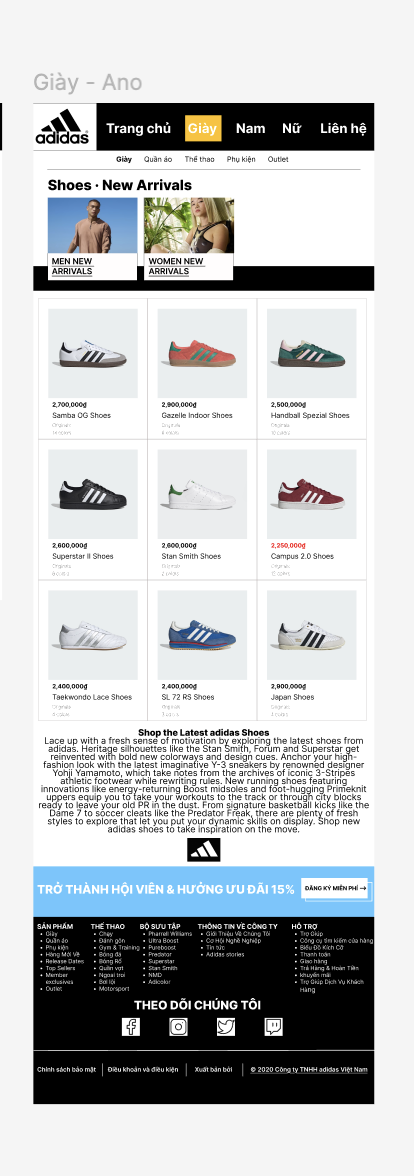 Giày - Ano
adidas
Trang chủ Giày Nam Nữ Liên hệ
Giày Quần áo Thể thao Phụ kiện Outlet
Shoes · New Arrivals
MEN NEW
ARRIVALS
WOMEN NEW
ARRIVALS
2,700,000₫ 2,900,000₫ 2,500,000₫
Samba OG Shoes Gazelle Indoor Shoes Handball Spezial Shoes
Originals Originals Originals
2,600,000₫ 2,600,000₫ 2,250,000₫
Superstar II Shoes Stan Smith Shoes Campus 2.0 Shoes
Originals Originals Originals
2,400,000₫ 2,400,000₫ 2,900,000₫
Taekwondo Lace Shoes SL 72 RS Shoes Japan Shoes
Originals Originals Originals
Shop the Latest adidas Shoes
Lace up with a fresh sense of motivation by exploring the latest shoes from
adidas. Heritage silhouettes like the Stan Smith, Forum and Superstar get
reinvented with bold new colorways and design cues. Anchor your high-
fashion look with the latest imaginative Y-3 sneakers by renowned designer
Yohji Yamamoto, which take notes from the archives of iconic 3-Stripes
athletic footwear while rewriting rules. New running shoes featuring
innovations like energy-returning Boost midsoles and foot-hugging Primeknit
uppers equip you to take your workouts to the track or through city blocks
ready to leave your old PR in the dust. From signature basketball kicks like the
Dame 7 to soccer cleats like the Predator Freak, there are plenty of fresh
styles to explore that let you put your dynamic skills on display. Shop new
adidas shoes to take inspiration on the move.
TRỞ THÀNH HỘI VIÊN & HƯỞNG ƯU ĐÃI 15%
ĐĂNG KÝ MIỄN PHÍ →
SẢN PHẨM
Giày
Quần áo
Phụ kiện
Hàng Mới Về
Release Dates
Top Sellers
Member
exclusives
Outlet
THỂ THAO
Chạy
Đánh gôn
Gym & Training
Bóng đá
Bóng Rổ
Quần vợt
Ngoài trời
Bơi lội
Motorsport
BỘ SƯU TẬP
Pharrell Williams
Ultra Boost
Pureboost
Predator
Superstar
Stan Smith
NMD
Adicolor
THÔNG TIN VỀ CÔNG TY
Giới Thiệu Về Chúng Tôi
Cơ Hội Nghề Nghiệp
Tin tức
Adidas stories
HỖ TRỢ
Trợ Giúp
Công cụ tìm kiếm cửa hàng
Biểu Đồ Kích Cỡ
Thanh toán
Giao hàng
Trả Hàng & Hoàn Tiền
khuyến mãi
Trợ Giúp Dịch Vụ Khách
Hàng
THEO DÕI CHÚNG TÔI
Chính sách bảo mật Điều khoản và điều kiện Xuất bản bởi © 2020 Công ty TNHH adidas Việt Nam